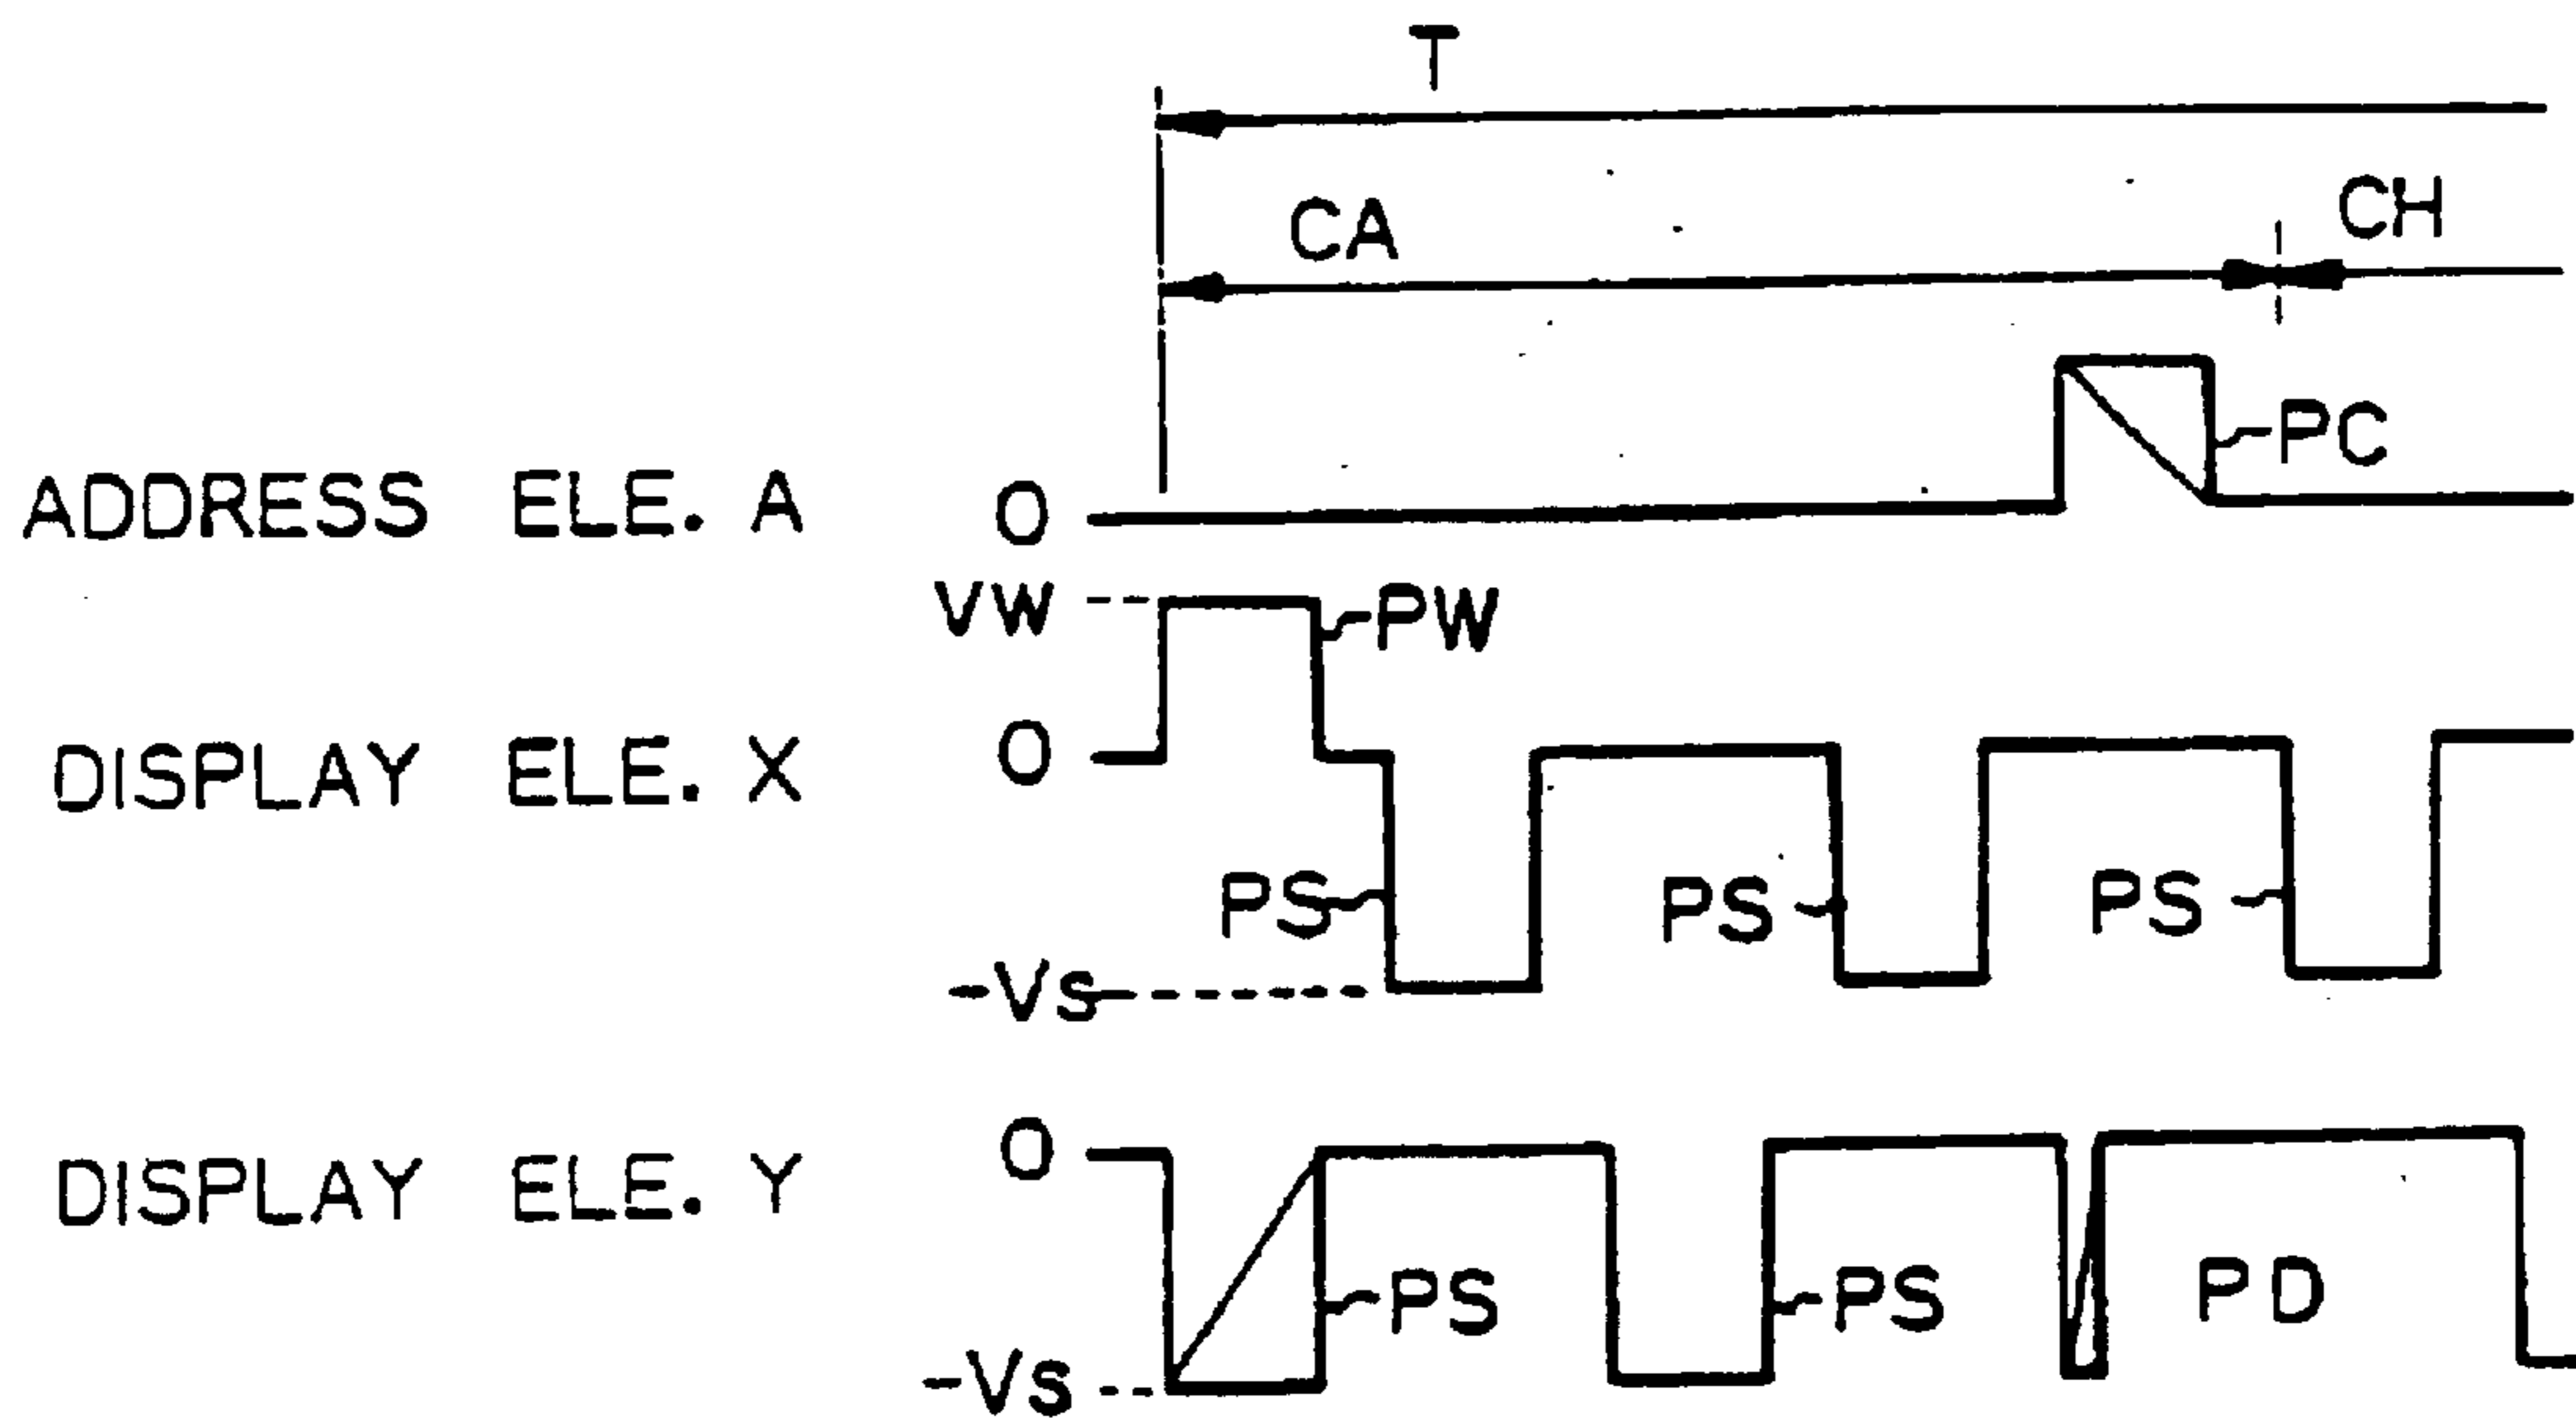 T
CA
CH
PC
ADDRESS ELE. A
O
VW
PW
DISPLAY ELE. X
O
PS
PS
PS
-Vs
O
DISPLAY ELE. Y
PS
PS
PD
-Vs